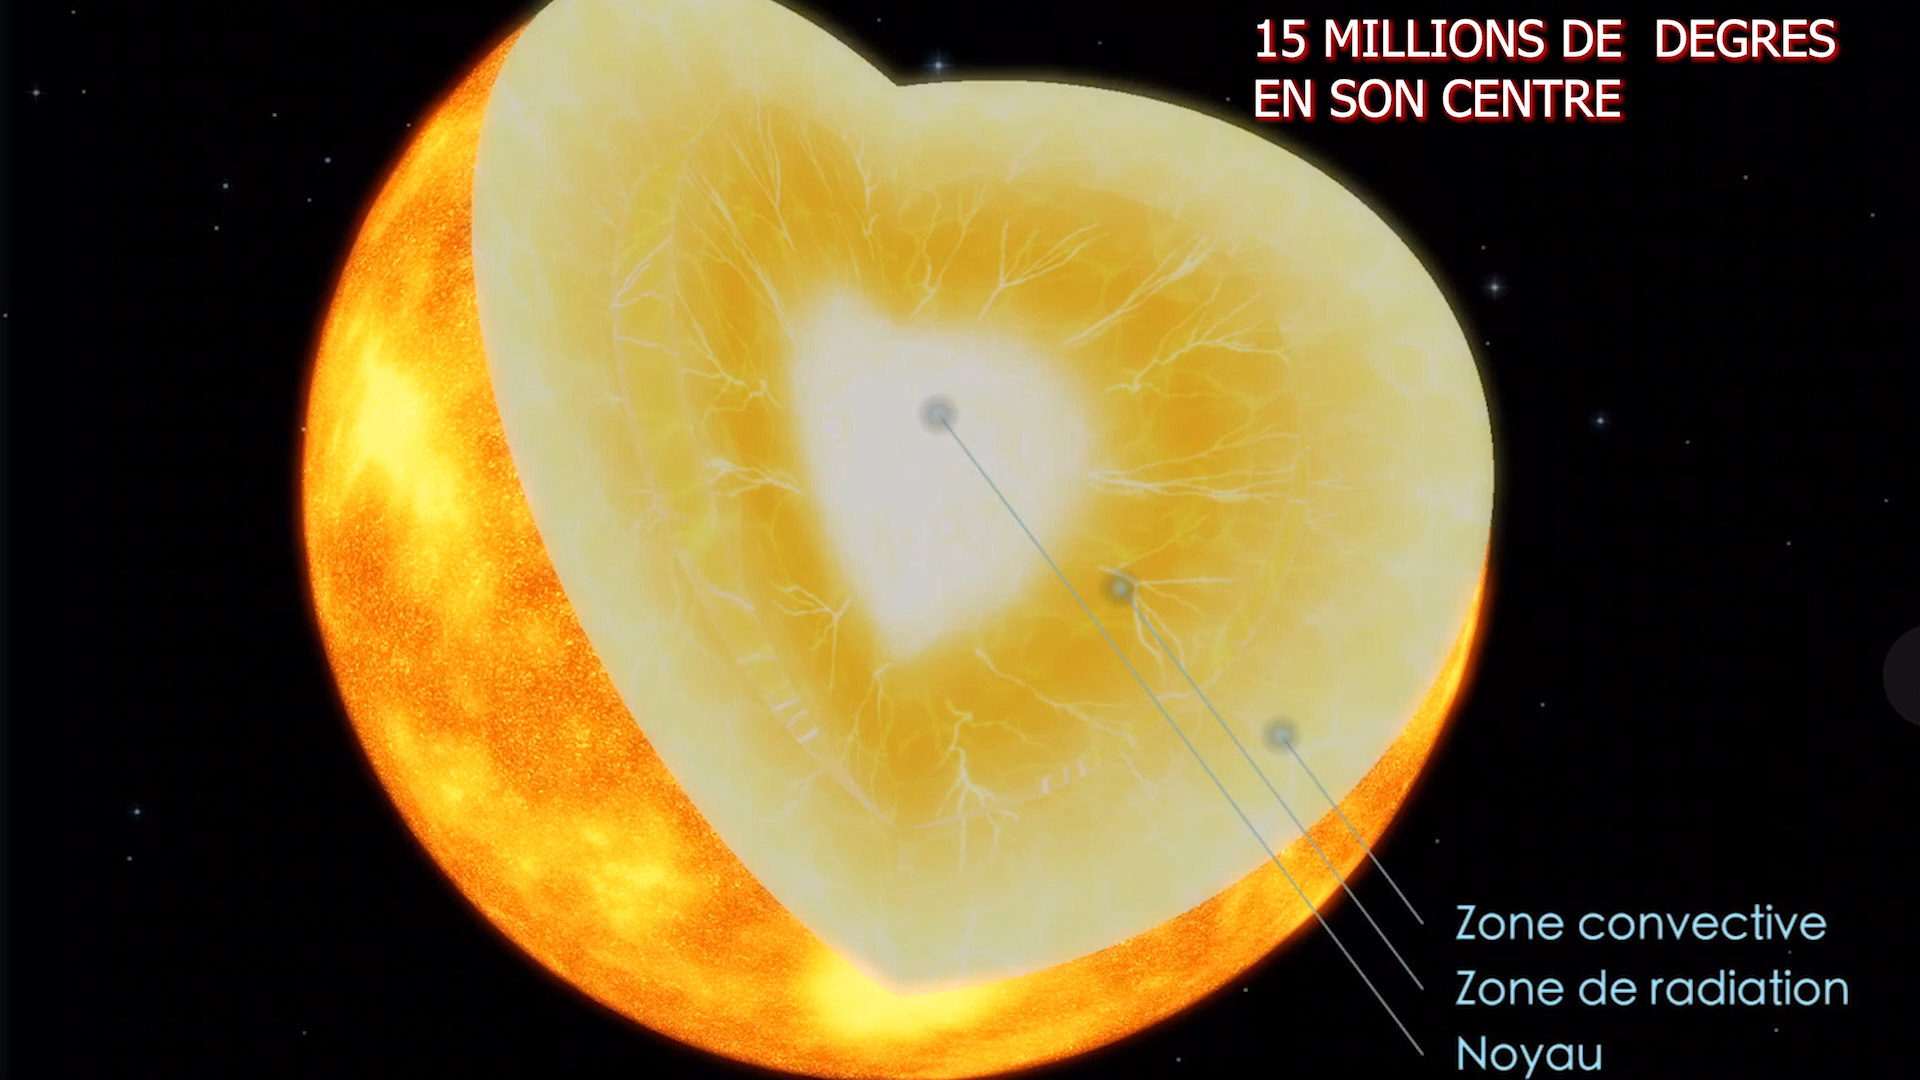 15 MILLIONS DE DEGRES
EN SON CENTRE
Zone convective
Zone de radiation
Noyau